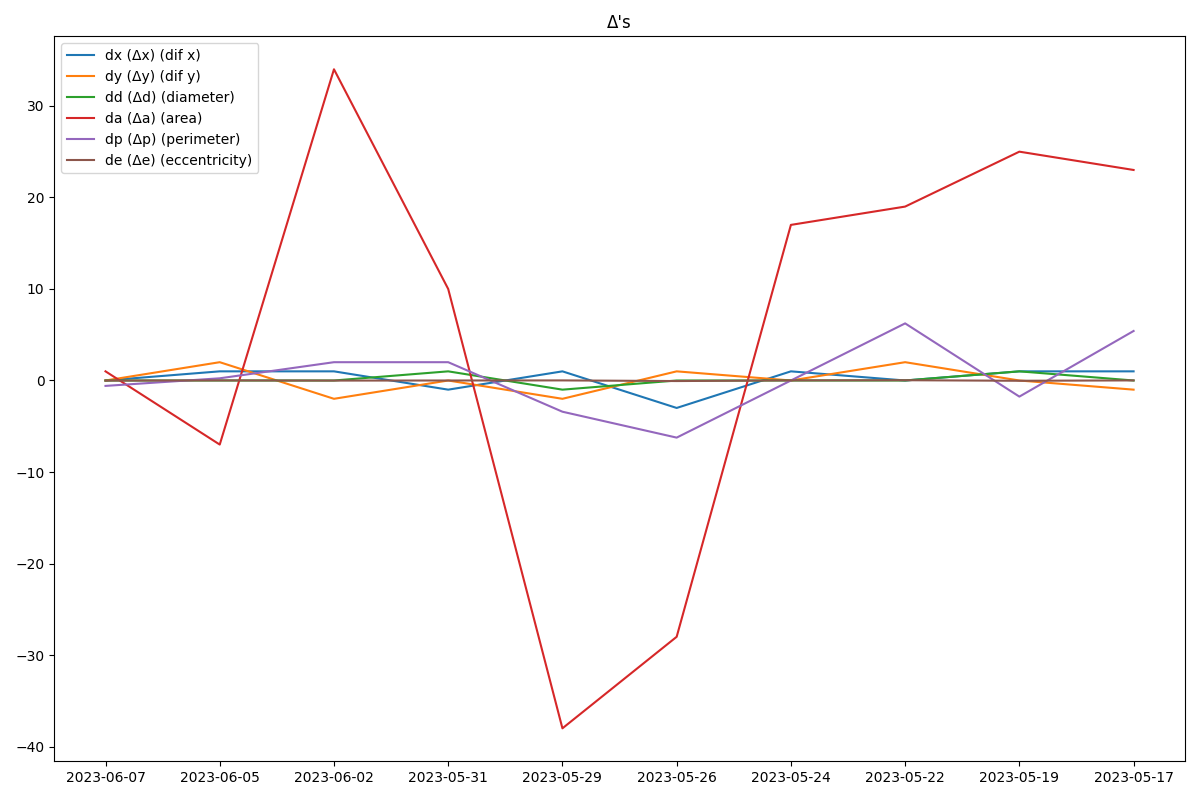 Δ's
dx (Δx) (dif x)
dy (Δy) (dif y)
dd (Δd) (diameter)
da (Δa) (area)
dp (Δp) (perimeter)
de (Δe) (eccentricity)
30
20
10
0
−10
−20
−30
−40
2023-06-07 2023-06-05 2023-06-02 2023-05-31 2023-05-29 2023-05-26 2023-05-24 2023-05-22 2023-05-19 2023-05-17